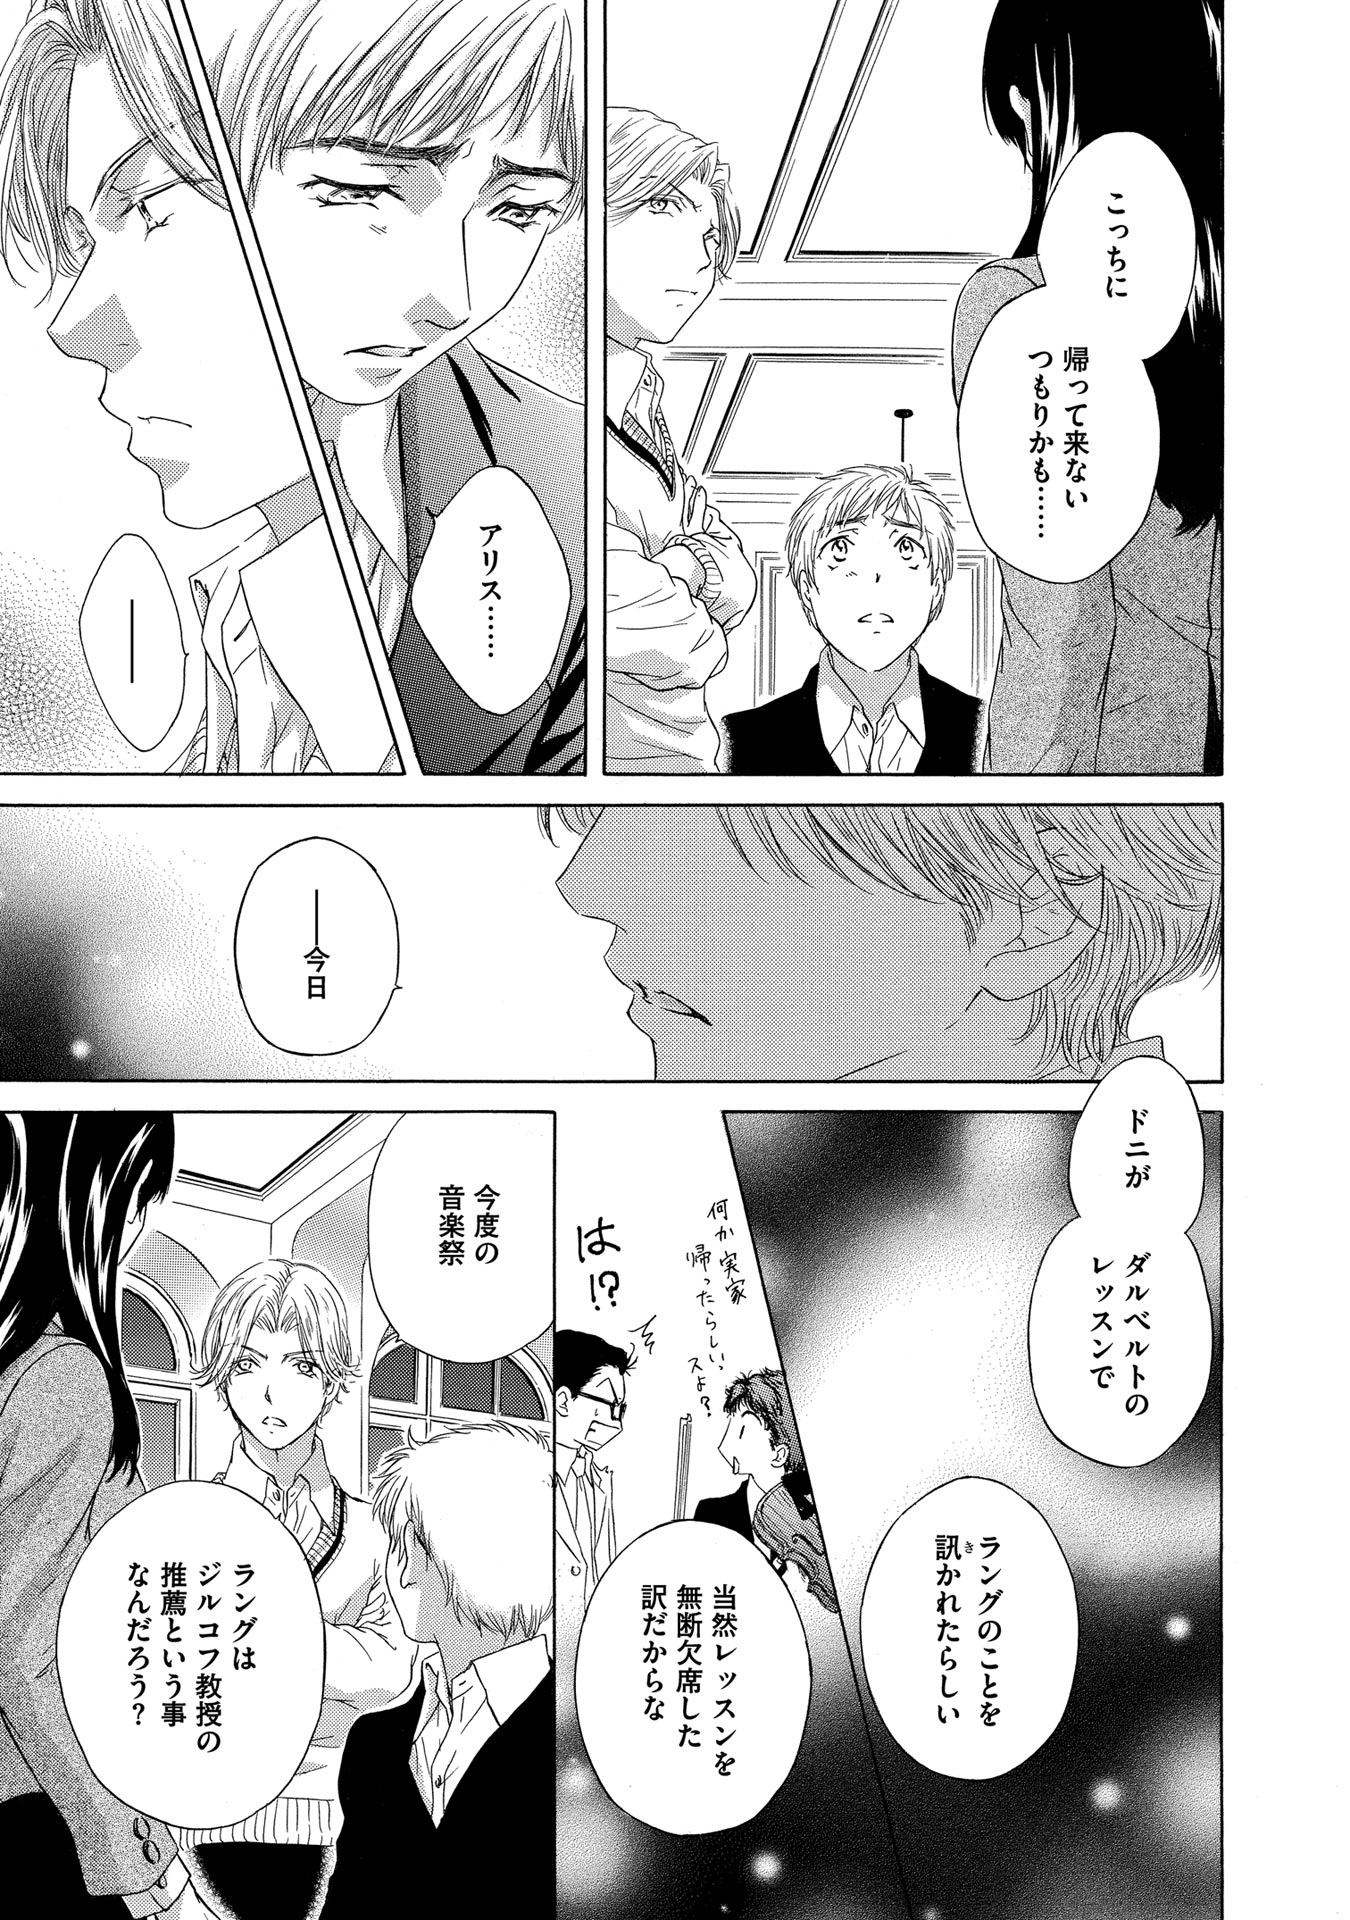 こっちに
帰って来ない
つもりかも……
アリス……
――
――今日
ドニが
ダルベルトの
レッスンで
ラングのことを
訊かれたらしい
き
何か実家
帰ったらしい
スよ?
は!?
当然レッスンを
無断欠席した
訳だからな
今度の
音楽祭
ラングは
ジルコフ教授の
推薦という事
なんだろう?